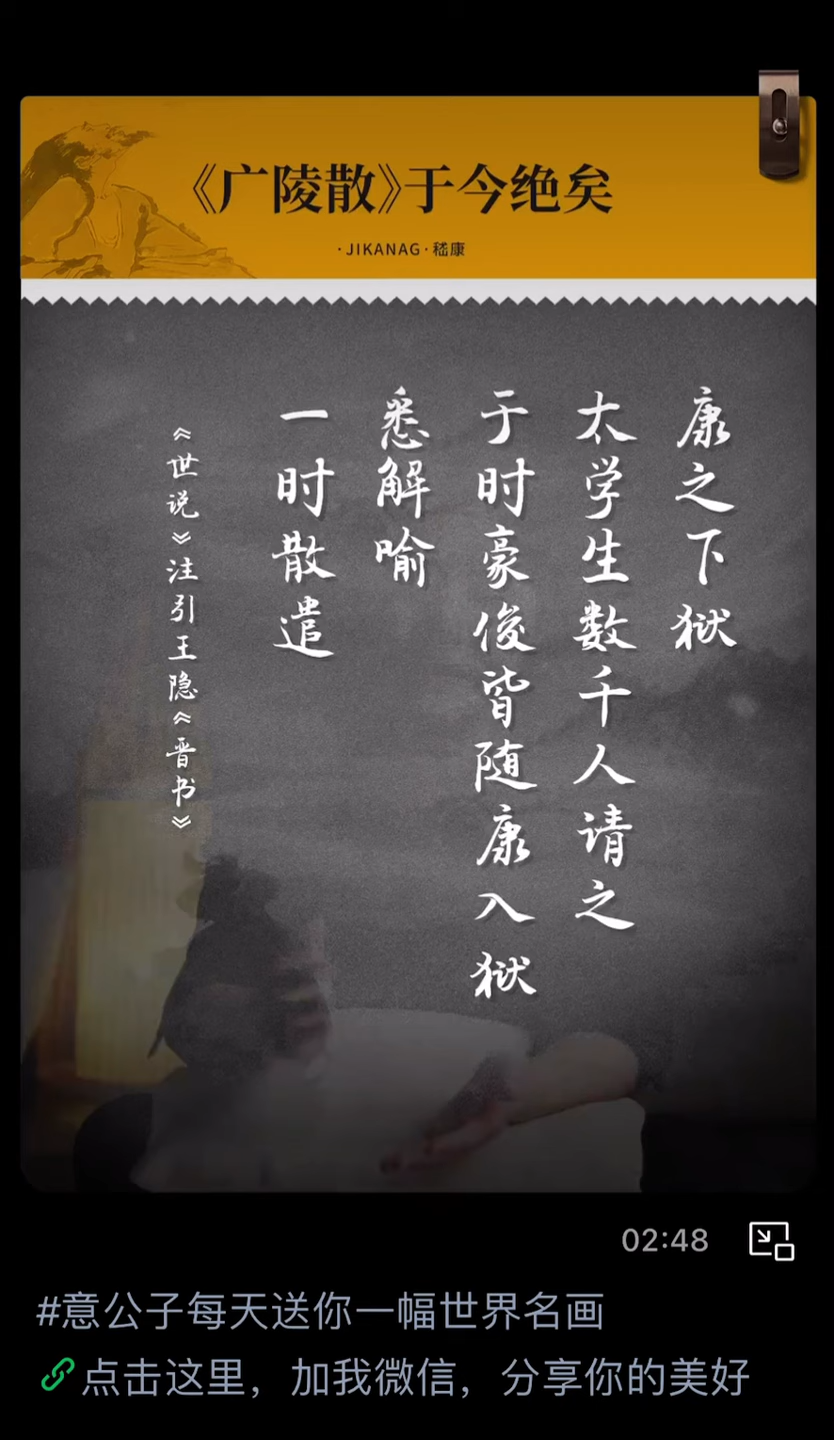 《广陵散》于今绝矣
·JIKANAG·嵇康
康之下狱
太学生数千人请之
于时豪俊皆随康入狱
悉解喻
一时散遣
《世说》注引王隐《晋书》
02:48
#意公子每天送你一幅世界名画
点击这里，加我微信，分享你的美好